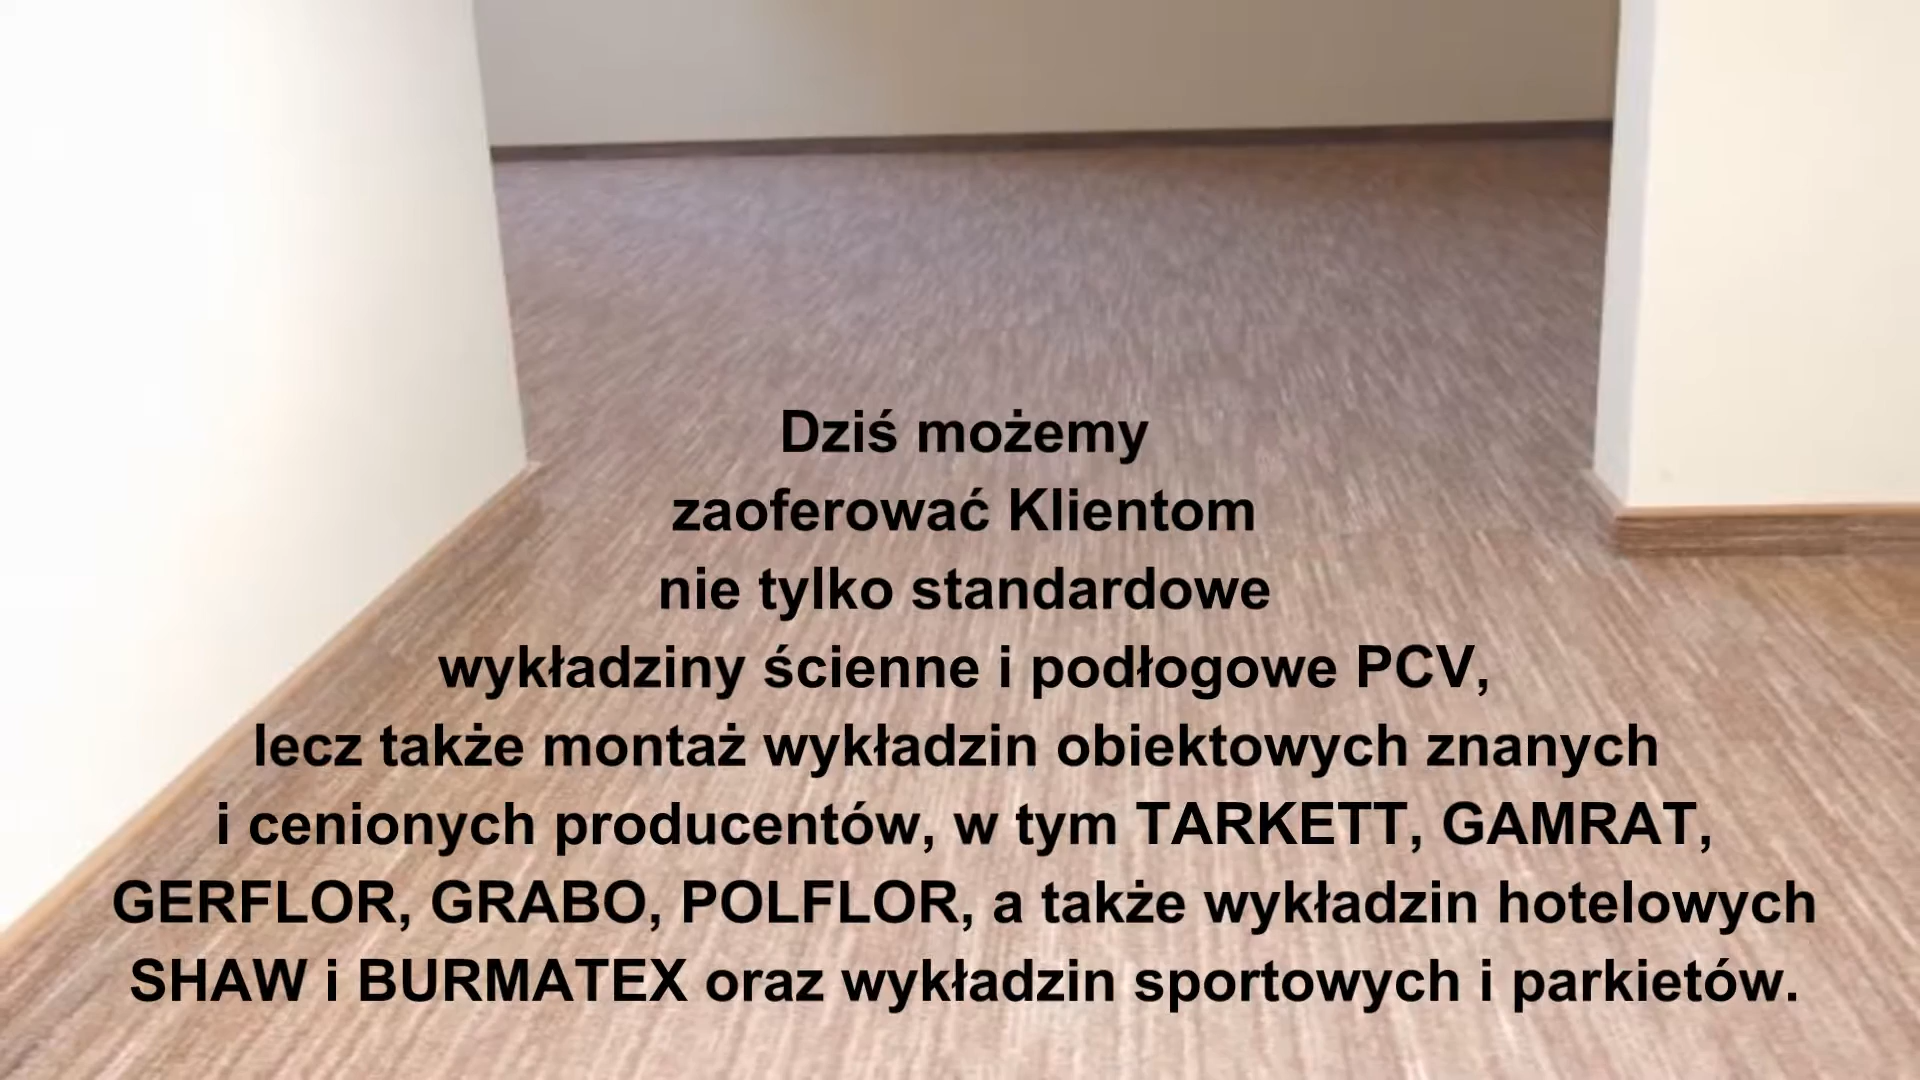 Dziś możemy
zaoferować Klientom
nie tylko standardowe
wykładziny ścienne i podłogowe PCV,
lecz także montaż wykładzin obiektowych znanych
i cenionych producentów, w tym TARKETT, GAMRAT,
GERFLOR, GRABO, POLFLOR, a także wykładzin hotelowych
SHAW i BURMATEX oraz wykładzin sportowych i parkietów.